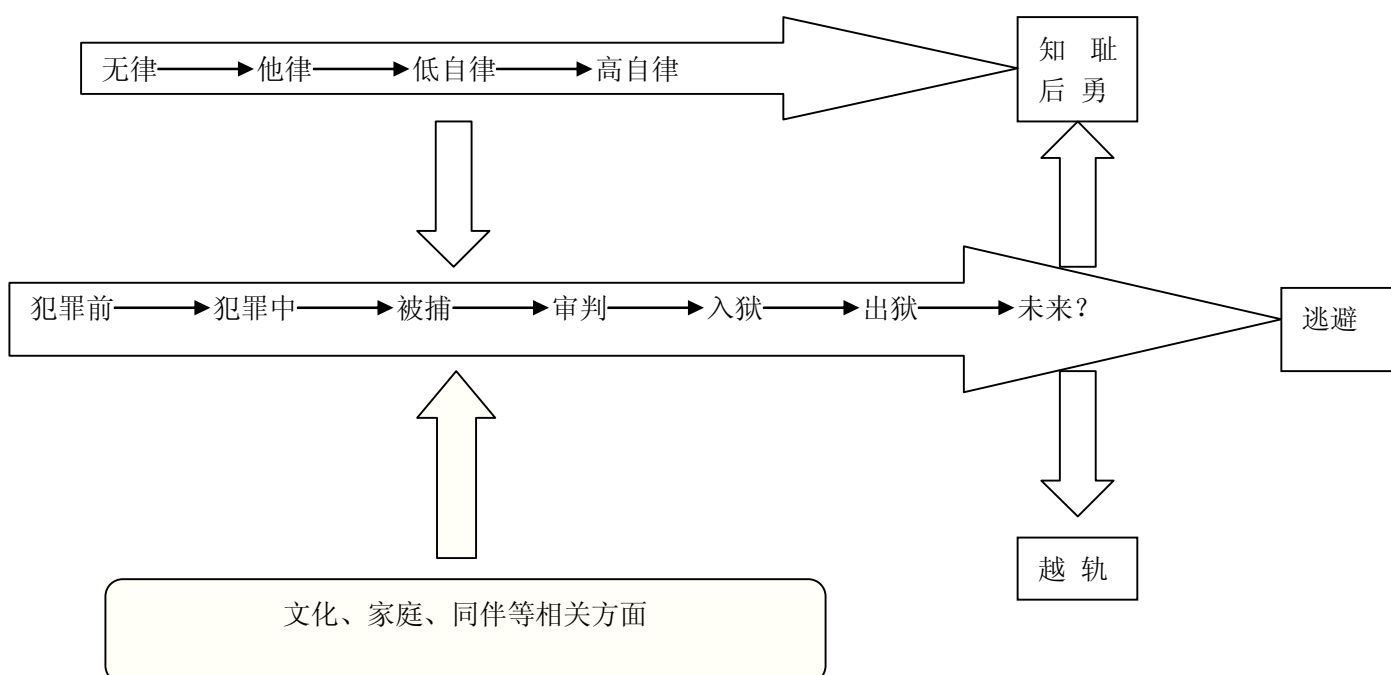 无律 他律 低自律 高自律
知 耻
后 勇
犯罪前 犯罪中 被捕 审判 入狱 出狱 未来？
逃避
越 轨
文化、家庭、同伴等相关方面